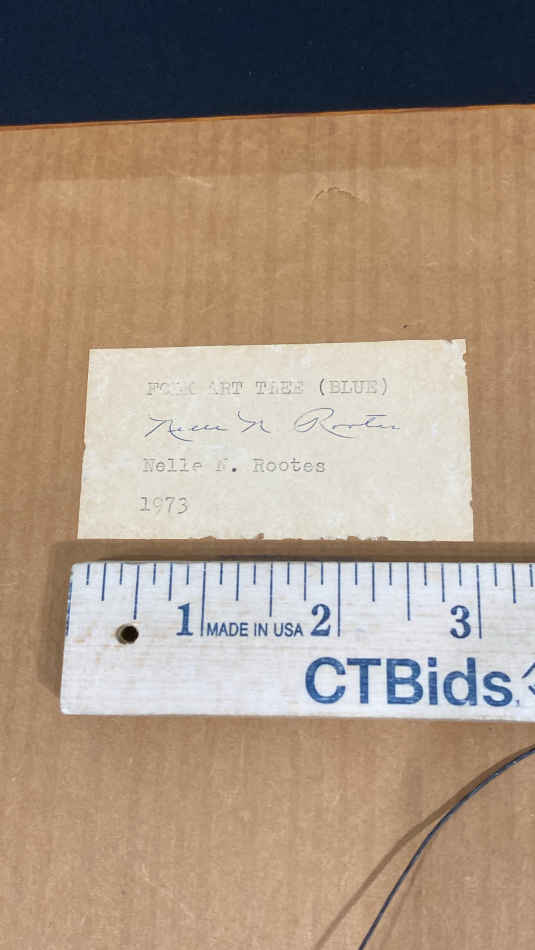 FOLK ART TREE (BLUE)
Nelle N Rootes
Nelle N. Rootes
1973
1 MADE IN USA 2 3
CTBids